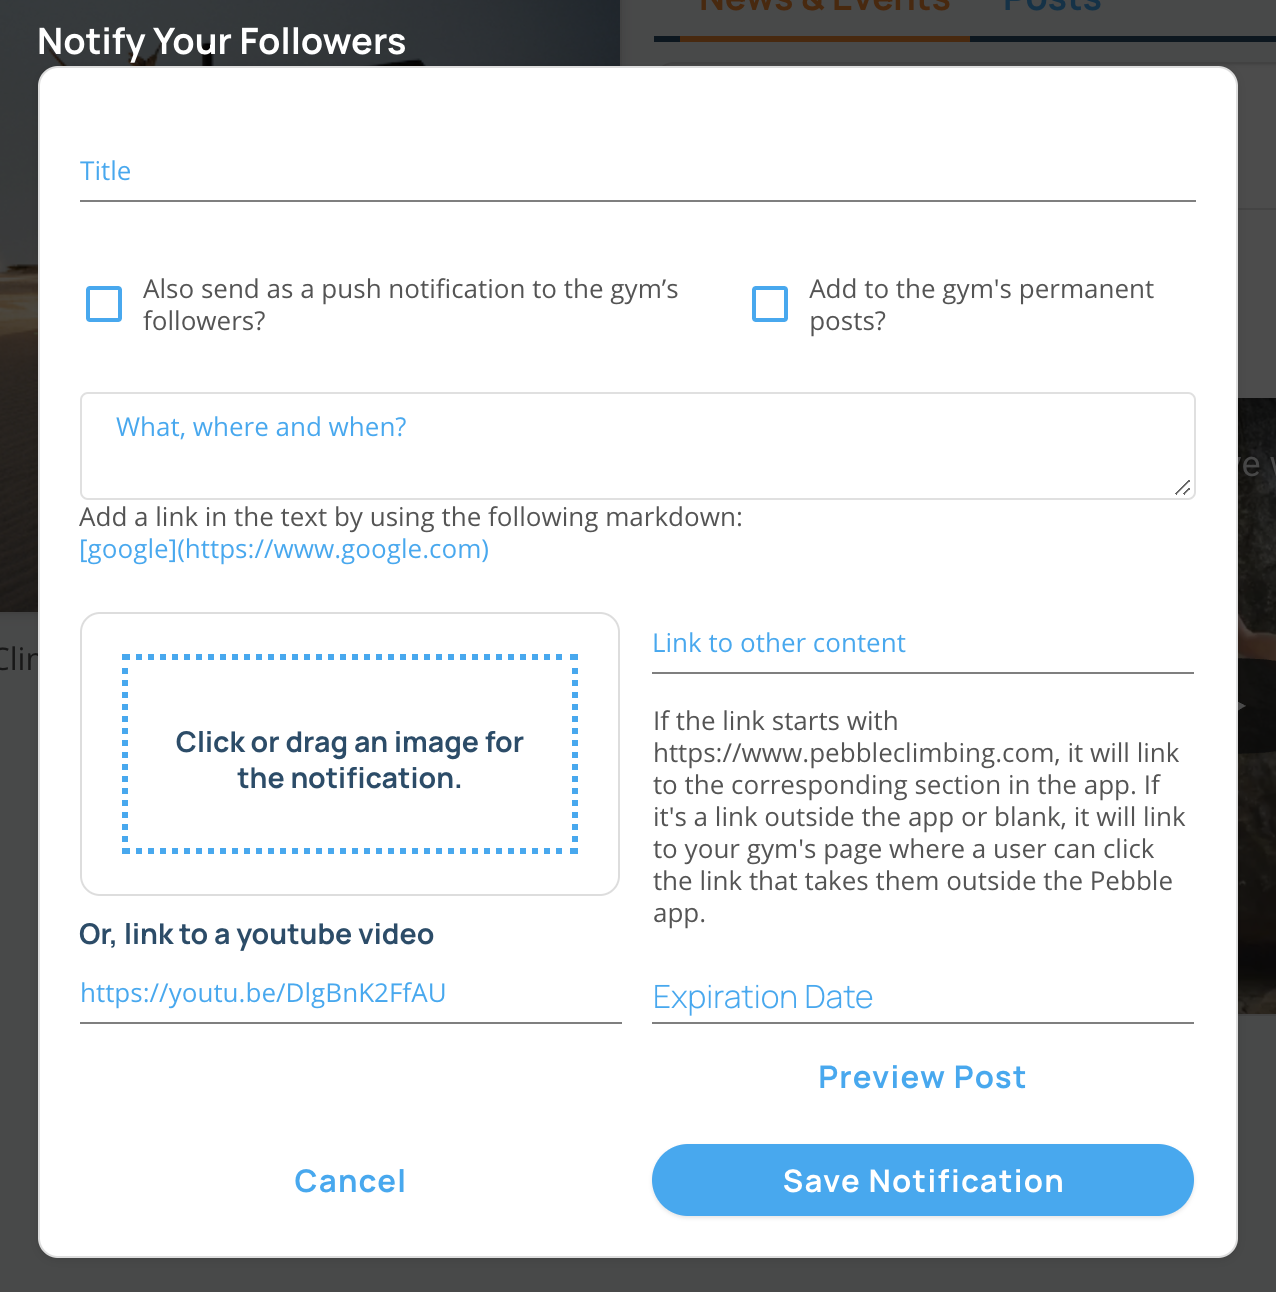 News & Events Posts
Notify Your Followers
Title
Also send as a push notification to the gym’s
followers?
Add to the gym's permanent
posts?
What, where and when?
Add a link in the text by using the following markdown:
[google](https://www.google.com)
Click or drag an image for
the notification.
Or, link to a youtube video
https://youtu.be/DlgBnK2FfAU
Link to other content
If the link starts with
https://www.pebbleclimbing.com, it will link
to the corresponding section in the app. If
it's a link outside the app or blank, it will link
to your gym's page where a user can click
the link that takes them outside the Pebble
app.
Expiration Date
Preview Post
Cancel
Save Notification